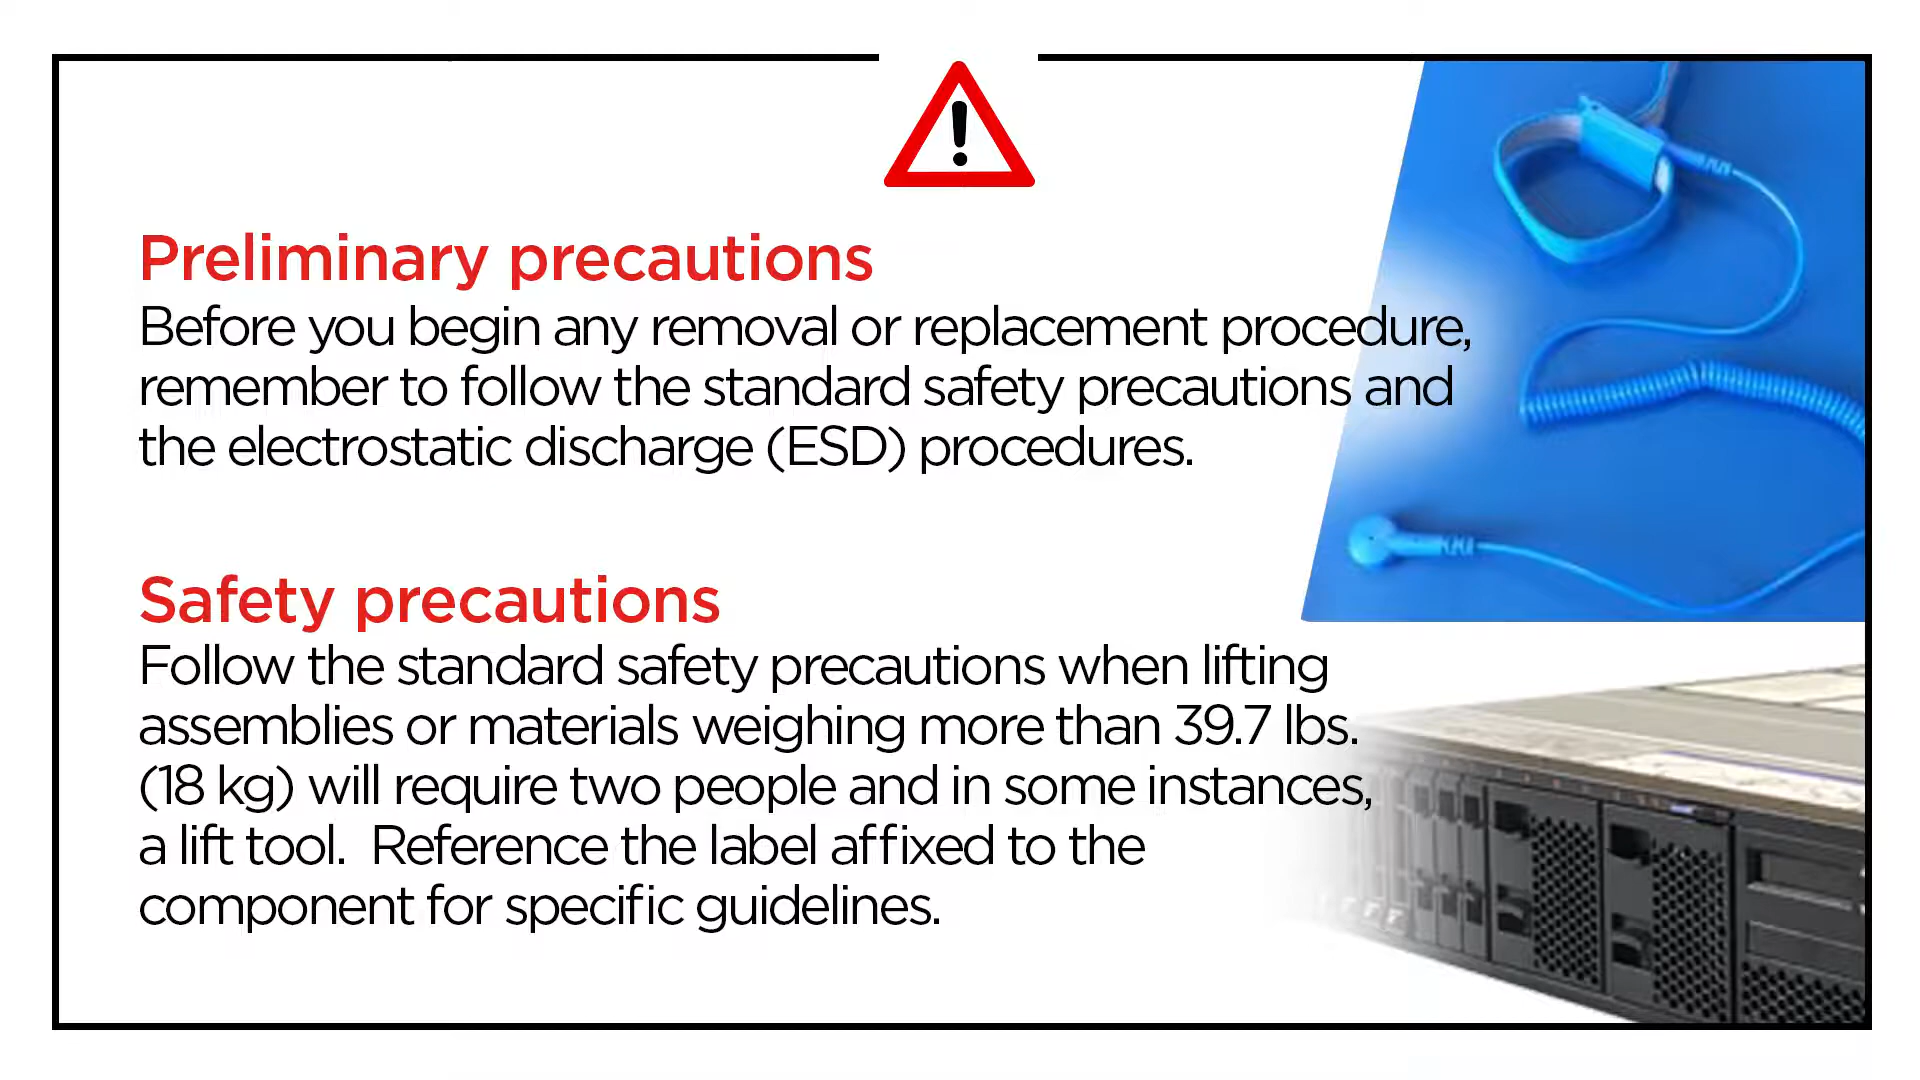 Preliminary precautions
Before you begin any removal or replacement procedure,
remember to follow the standard safety precautions and
the electrostatic discharge (ESD) procedures.
Safety precautions
Follow the standard safety precautions when lifting
assemblies or materials weighing more than 39.7 lbs.
(18 kg) will require two people and in some instances,
a lift tool.  Reference the label affixed to the
component for specific guidelines.